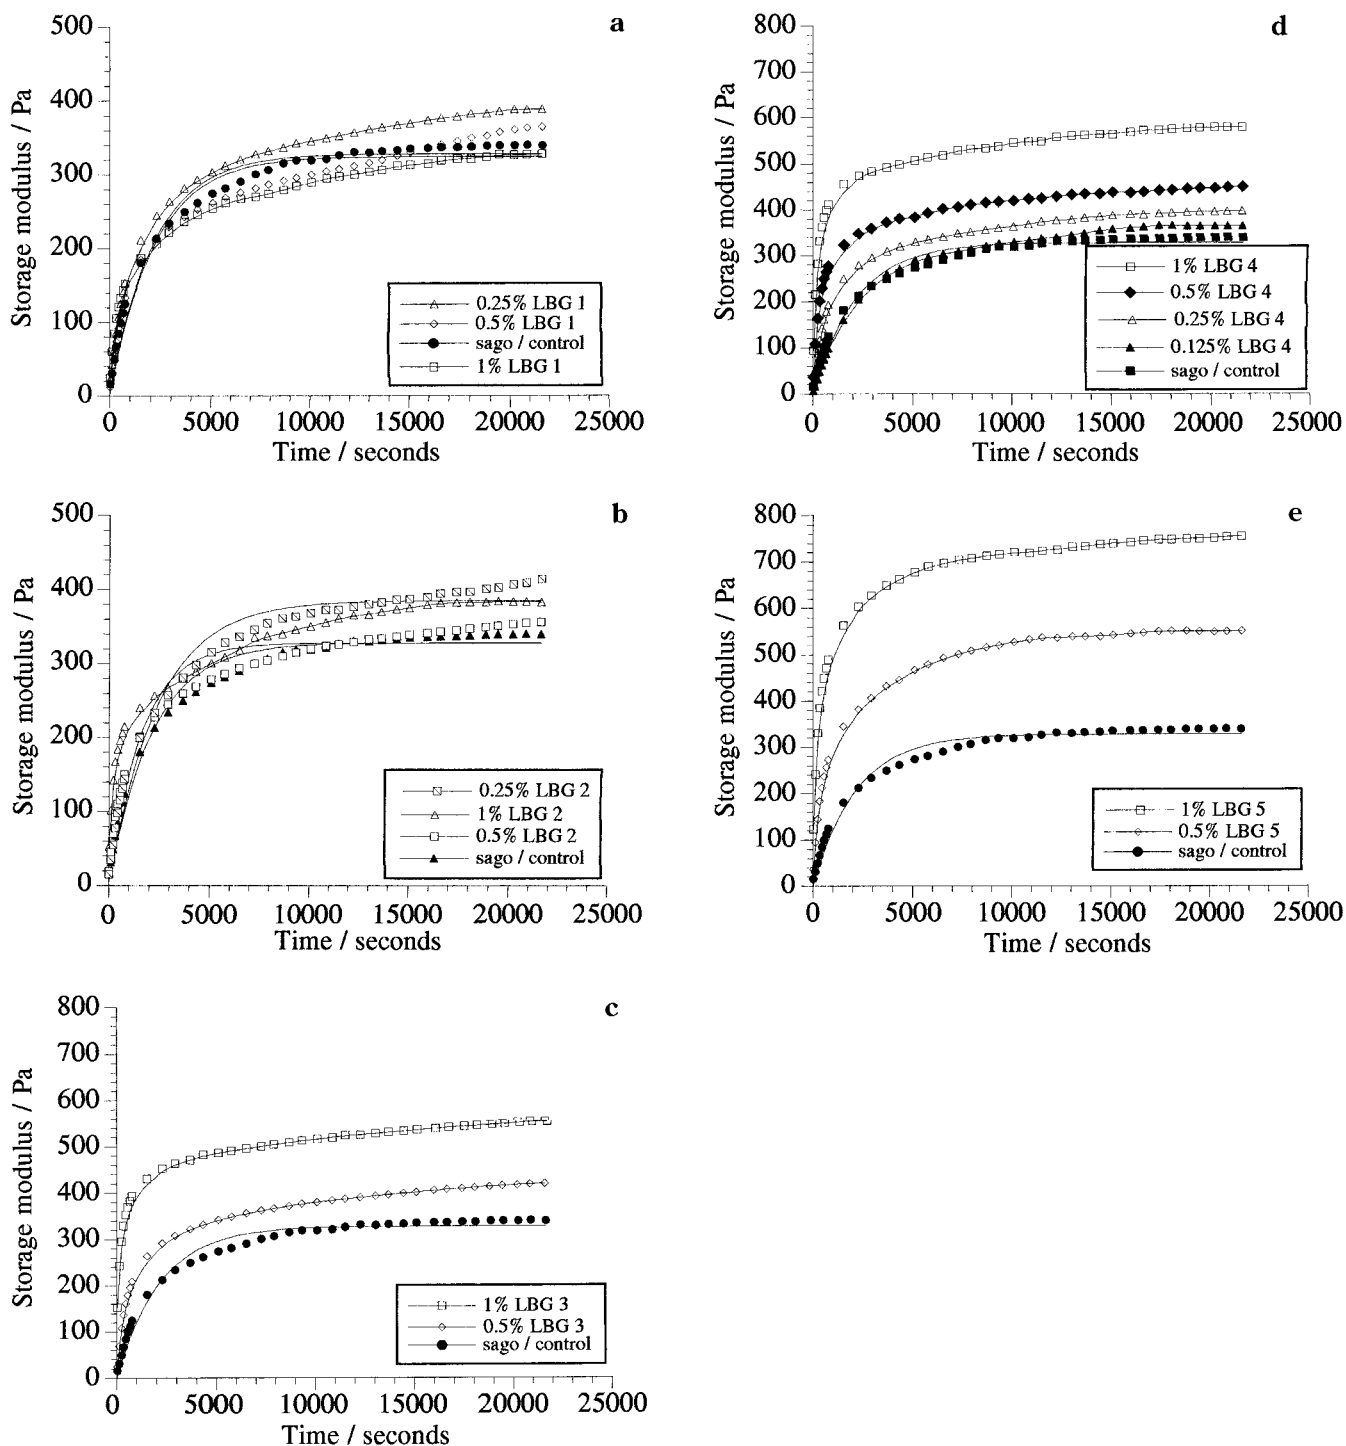 a
500
400
300
200
100
0
Storage modulus / Pa
0.25% LBG 1
0.5% LBG 1
sago / control
1% LBG 1
0 5000 10000 15000 20000 25000
Time / seconds
b
500
400
300
200
100
0
Storage modulus / Pa
0.25% LBG 2
1% LBG 2
0.5% LBG 2
sago / control
0 5000 10000 15000 20000 25000
Time / seconds
c
800
700
600
500
400
300
200
100
0
Storage modulus / Pa
1% LBG 3
0.5% LBG 3
sago / control
0 5000 10000 15000 20000 25000
Time / seconds
d
800
700
600
500
400
300
200
100
0
Storage modulus / Pa
1% LBG 4
0.5% LBG 4
0.25% LBG 4
0.125% LBG 4
sago / control
0 5000 10000 15000 20000 25000
Time / seconds
e
800
700
600
500
400
300
200
100
0
Storage modulus / Pa
1% LBG 5
0.5% LBG 5
sago / control
0 5000 10000 15000 20000 25000
Time / seconds